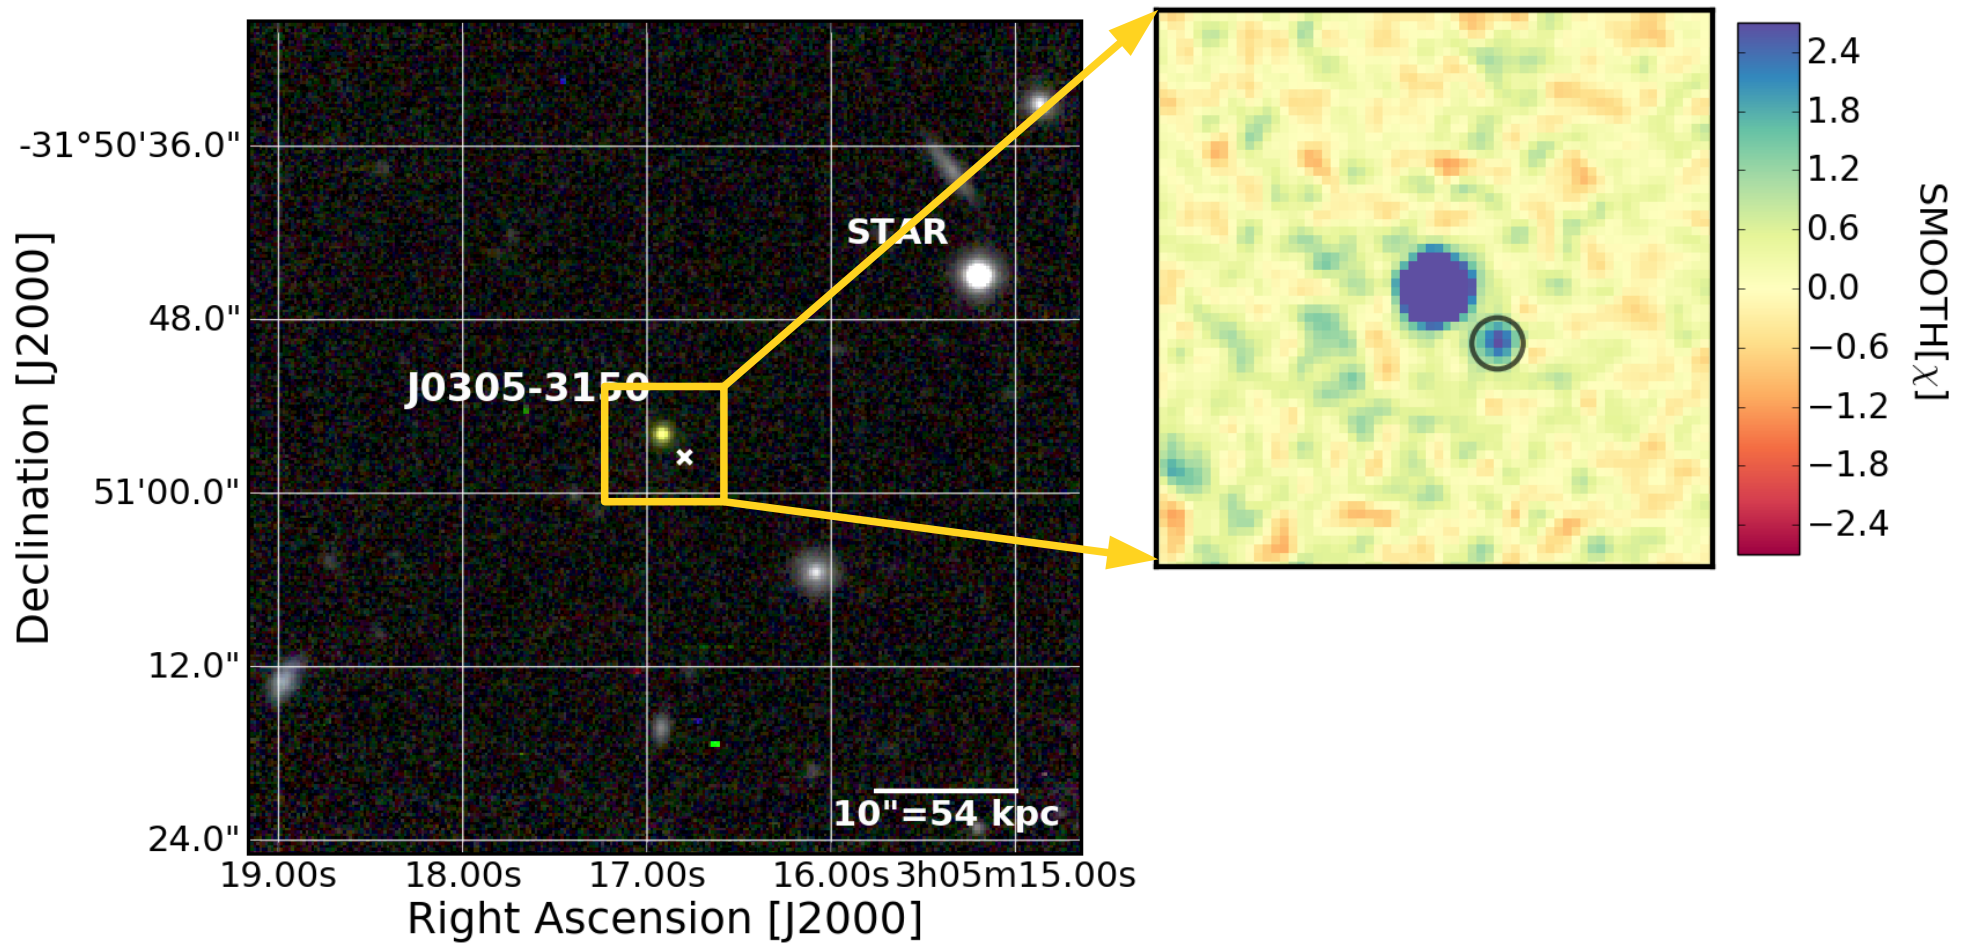 Declination [J2000]
-31°50'36.0"
48.0"
51'00.0"
12.0"
24.0"
STAR
J0305-3150
10"=54 kpc
19.00s
18.00s
17.00s
16.00s
3h05m15.00s
Right Ascension [J2000]
2.4
1.8
1.2
0.6
0.0
−0.6
−1.2
−1.8
−2.4
SMOOTH[χ]